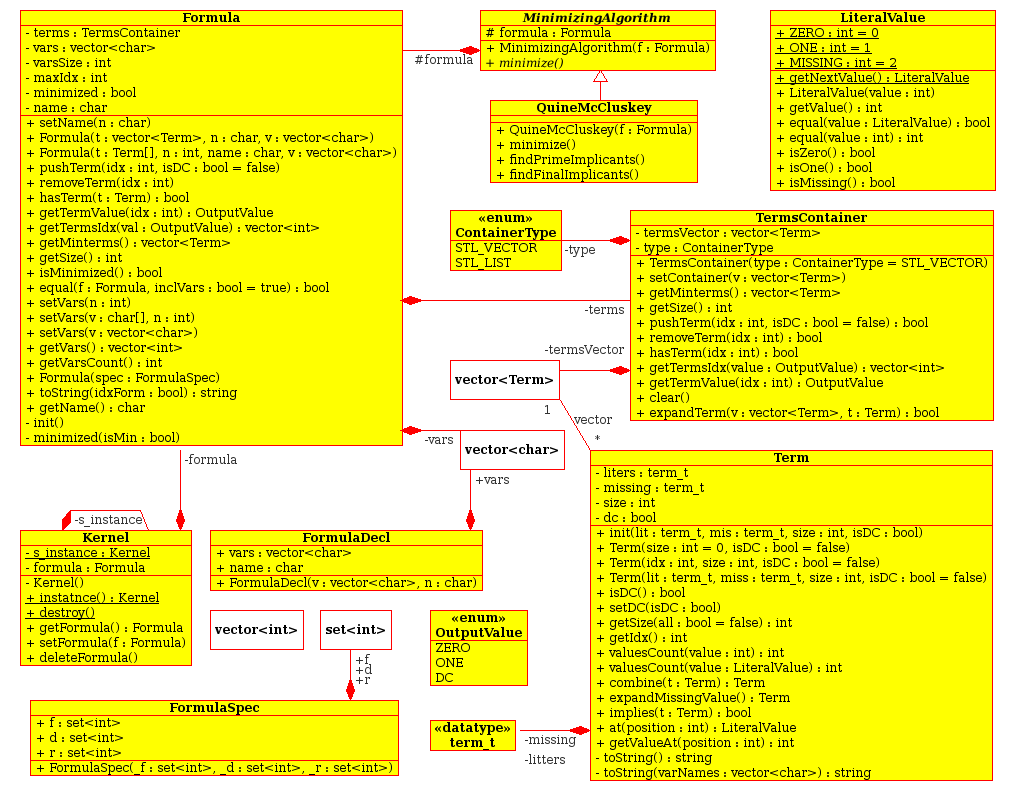 Formula
- terms : TermsContainer
- vars : vector<char>
- varsSize : int
- maxIdx : int
- minimized : bool
- name : char
+ setName(n : char)
+ Formula(t : vector<Term>, n : char, v : vector<char>)
+ Formula(t : Term[], n : int, name : char, v : vector<char>)
+ pushTerm(idx : int, isDC : bool = false)
+ removeTerm(idx : int)
+ hasTerm(t : Term) : bool
+ getTermValue(idx : int) : OutputValue
+ getTermsIdx(val : OutputValue) : vector<int>
+ getMinterms() : vector<Term>
+ getSize() : int
+ isMinimized() : bool
+ equal(f : Formula, inclVars : bool = true) : bool
+ setVars(n : int)
+ setVars(v : char[], n : int)
+ setVars(v : vector<char>)
+ getVars() : vector<int>
+ getVarsCount() : int
+ Formula(spec : FormulaSpec)
+ toString(idxForm : bool) : string
+ getName() : char
- init()
- minimized(isMin : bool)
#formula
MinimizingAlgorithm
# formula : Formula
+ MinimizingAlgorithm(f : Formula)
+ minimize()
QuineMcCluskey
+ QuineMcCluskey(f : Formula)
+ minimize()
+ findPrimeImplicants()
+ findFinalImplicants()
LiteralValue
+ ZERO : int = 0
+ ONE : int = 1
+ MISSING : int = 2
+ getNextValue() : LiteralValue
+ LiteralValue(value : int)
+ getValue() : int
+ equal(value : LiteralValue) : bool
+ equal(value : int) : int
+ isZero() : bool
+ isOne() : bool
+ isMissing() : bool
«enum»
ContainerType
STL_VECTOR
STL_LIST
-type
TermsContainer
- termsVector : vector<Term>
- type : ContainerType
+ TermsContainer(type : ContainerType = STL_VECTOR)
+ setContainer(v : vector<Term>)
+ getMinterms() : vector<Term>
+ getSize() : int
+ pushTerm(idx : int, isDC : bool = false) : bool
+ removeTerm(idx : int) : bool
+ hasTerm(idx : int) : bool
+ getTermsIdx(value : OutputValue) : vector<int>
+ getTermValue(idx : int) : OutputValue
+ clear()
+ expandTerm(v : vector<Term>, t : Term) : bool
-terms
-termsVector
vector<Term>
1
vector
*
-vars
vector<char>
+vars
Term
- liters : term_t
- missing : term_t
- size : int
- dc : bool
+ init(lit : term_t, mis : term_t, size : int, isDC : bool)
+ Term(size : int = 0, isDC : bool = false)
+ Term(idx : int, size : int, isDC : bool = false)
+ Term(lit : term_t, miss : term_t, size : int, isDC : bool = false)
+ isDC() : bool
+ setDC(isDC : bool)
+ getSize(all : bool = false) : int
+ getIdx() : int
+ valuesCount(value : int) : int
+ valuesCount(value : LiteralValue) : int
+ combine(t : Term) : Term
+ expandMissingValue() : Term
+ implies(t : Term) : bool
+ at(position : int) : LiteralValue
+ getValueAt(position : int) : int
- toString() : string
- toString(varNames : vector<char>) : string
-formula
-s_instance
Kernel
- s_instance : Kernel
- formula : Formula
- Kernel()
+ instatnce() : Kernel
+ destroy()
+ getFormula() : Formula
+ setFormula(f : Formula)
+ deleteFormula()
FormulaDecl
+ vars : vector<char>
+ name : char
+ FormulaDecl(v : vector<char>, n : char)
vector<int>
set<int>
+f
+d
+r
«enum»
OutputValue
ZERO
ONE
DC
FormulaSpec
+ f : set<int>
+ d : set<int>
+ r : set<int>
+ FormulaSpec(_f : set<int>, _d : set<int>, _r : set<int>)
«datatype»
term_t
-missing
-litters